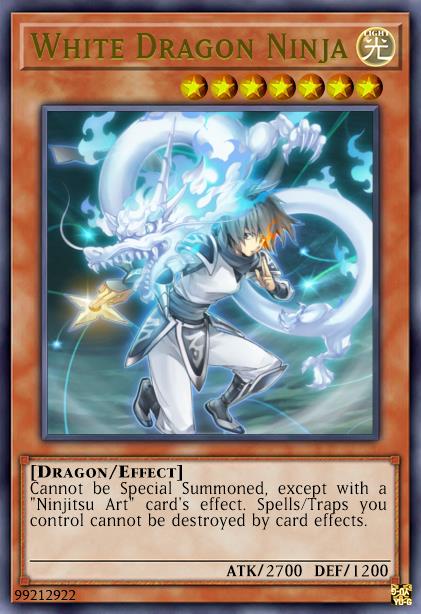 White Dragon Ninja
LIGHT
光
[Dragon/Effect]
Cannot be Special Summoned, except with a
"Ninjitsu Art" card's effect. Spells/Traps you
control cannot be destroyed by card effects.
ATK/2700 DEF/1200
99212922